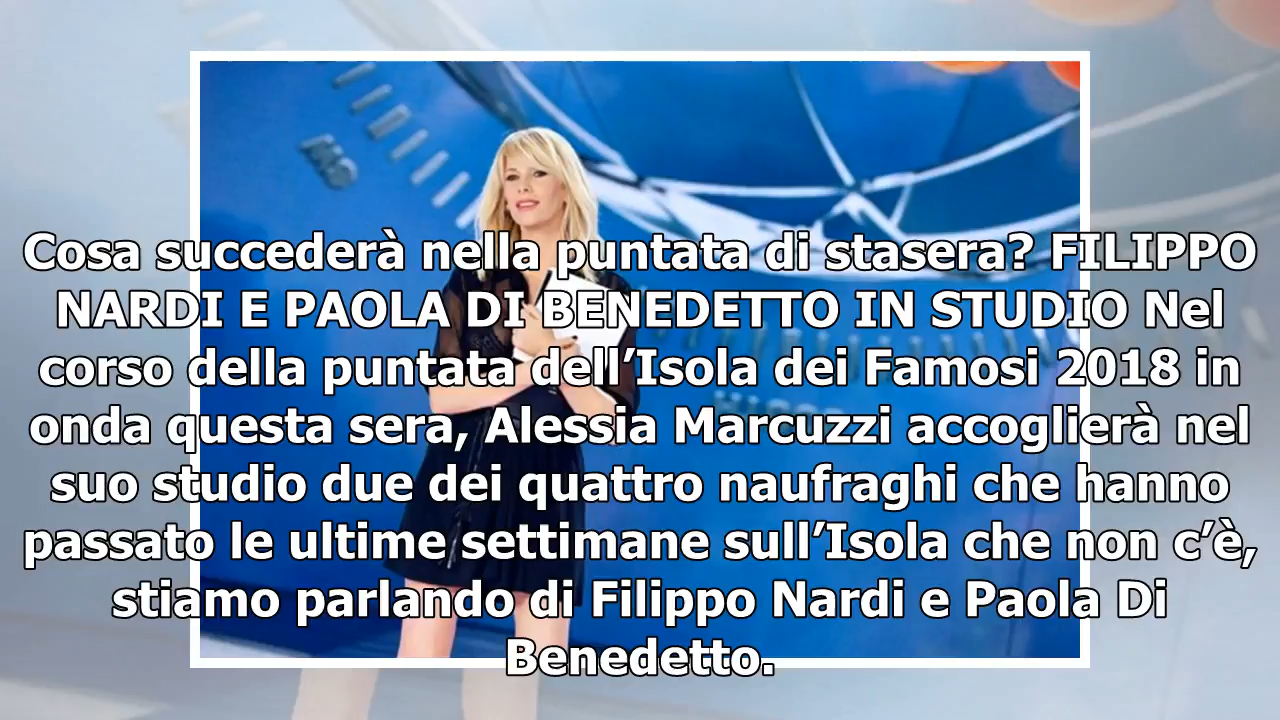 Cosa succederà nella puntata di stasera? FILIPPO
NARDI E PAOLA DI BENEDETTO IN STUDIO Nel
corso della puntata dell’Isola dei Famosi 2018 in
onda questa sera, Alessia Marcuzzi accoglierà nel
suo studio due dei quattro naufraghi che hanno
passato le ultime settimane sull’Isola che non c’è,
stiamo parlando di Filippo Nardi e Paola Di
Benedetto.